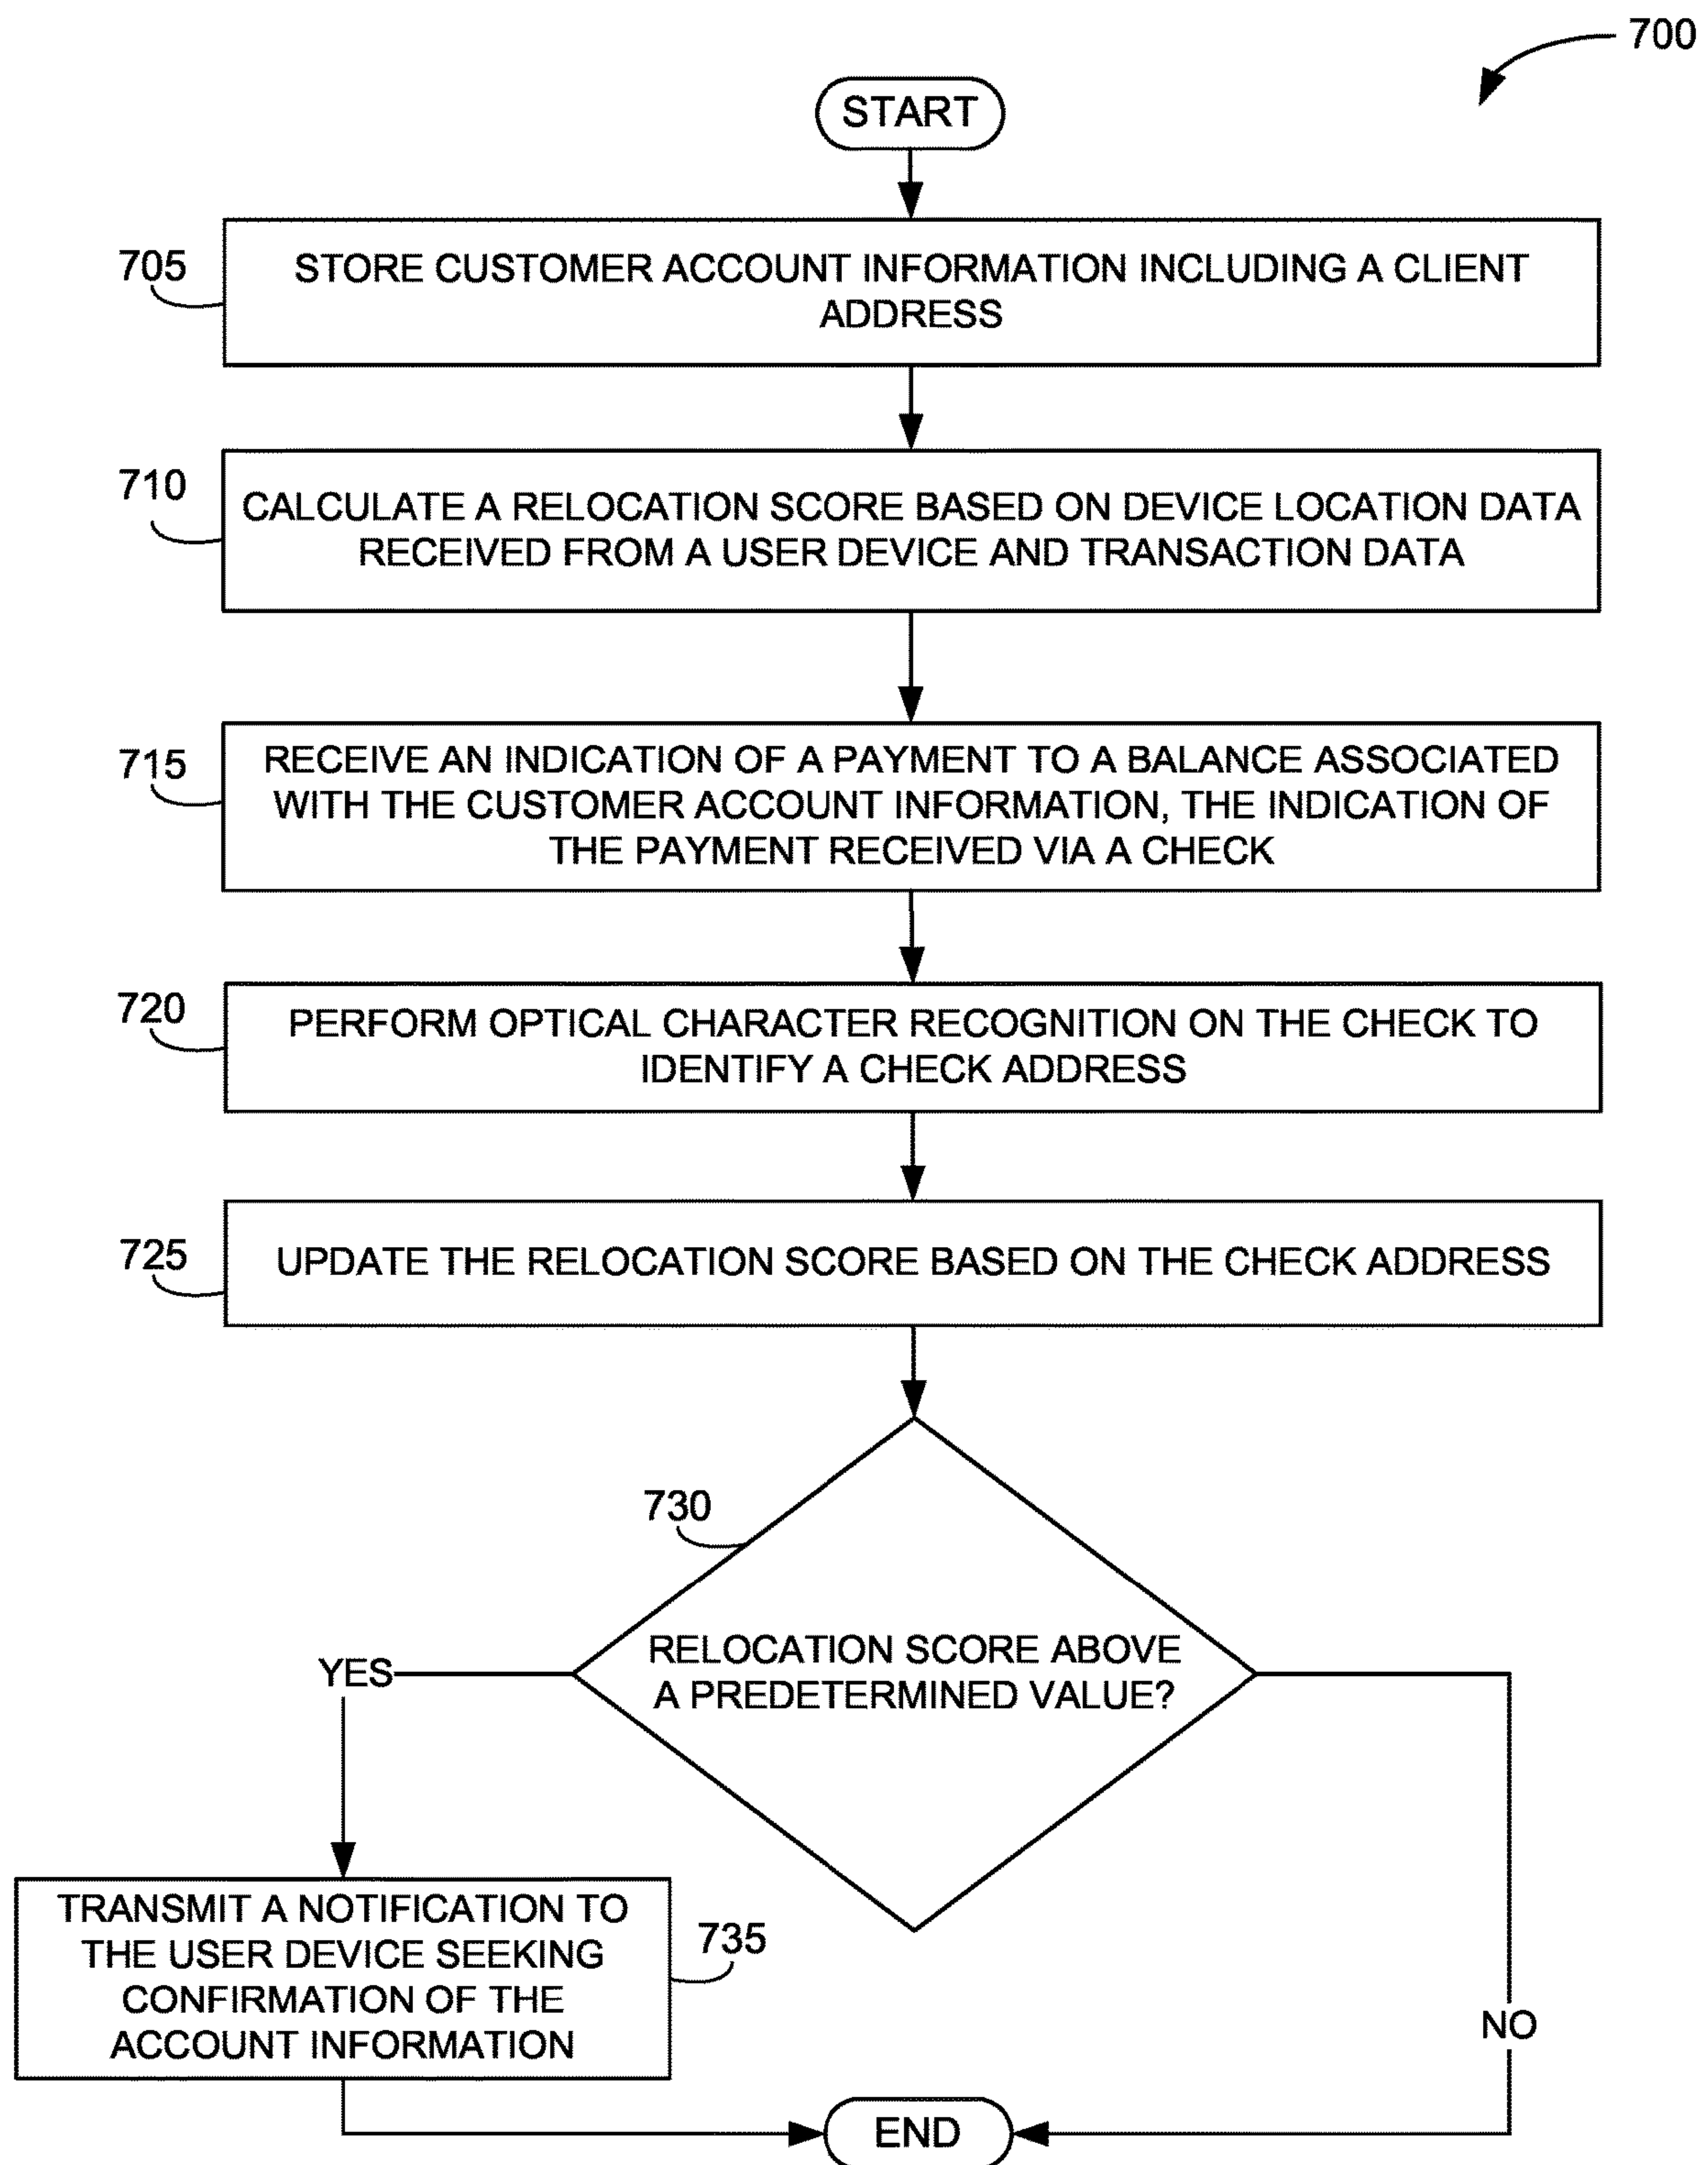 700
START
705
STORE CUSTOMER ACCOUNT INFORMATION INCLUDING A CLIENT
ADDRESS
710
CALCULATE A RELOCATION SCORE BASED ON DEVICE LOCATION DATA
RECEIVED FROM A USER DEVICE AND TRANSACTION DATA
715
RECEIVE AN INDICATION OF A PAYMENT TO A BALANCE ASSOCIATED
WITH THE CUSTOMER ACCOUNT INFORMATION, THE INDICATION OF
THE PAYMENT RECEIVED VIA A CHECK
720
PERFORM OPTICAL CHARACTER RECOGNITION ON THE CHECK TO
IDENTIFY A CHECK ADDRESS
725
UPDATE THE RELOCATION SCORE BASED ON THE CHECK ADDRESS
730
RELOCATION SCORE ABOVE
A PREDETERMINED VALUE?
YES
TRANSMIT A NOTIFICATION TO
THE USER DEVICE SEEKING
CONFIRMATION OF THE
ACCOUNT INFORMATION
735
NO
END